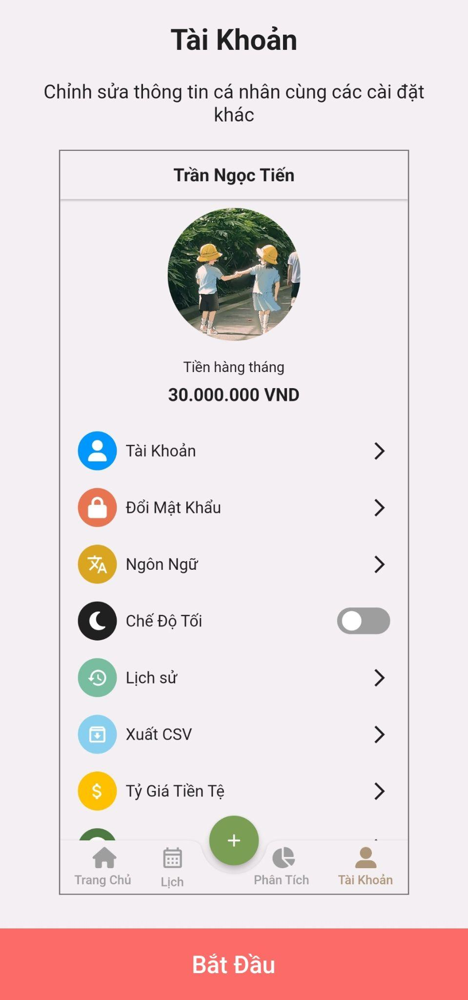 Tài Khoản
Chỉnh sửa thông tin cá nhân cùng các cài đặt
khác
Trần Ngọc Tiến
Tiền hàng tháng
30.000.000 VND
Tài Khoản
Đổi Mật Khẩu
Ngôn Ngữ
Chế Độ Tối
Lịch sử
Xuất CSV
Tỷ Giá Tiền Tệ
Trang Chủ
Lịch
Phân Tích
Tài Khoản
Bắt Đầu